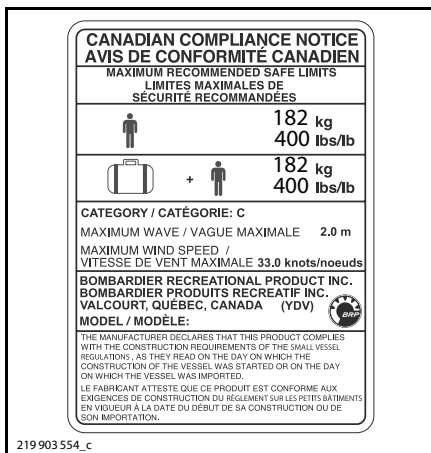 CANADIAN COMPLIANCE NOTICE
AVIS DE CONFORMITÉ CANADIEN
MAXIMUM RECOMMENDED SAFE LIMITS
LIMITES MAXIMALES DE
SÉCURITÉ RECOMMANDÉES
182 kg
400 lbs/lb
+
182 kg
400 lbs/lb
CATEGORY / CATÉGORIE: C
MAXIMUM WAVE / VAGUE MAXIMALE 2.0 m
MAXIMUM WIND SPEED /
VITESSE DE VENT MAXIMALE 33.0 knots/noeuds
BOMBARDIER RECREATIONAL PRODUCT INC.
BOMBARDIER PRODUITS RECREATIF INC.
VALCOURT, QUÉBEC, CANADA (YDV)
BRP
MODEL / MODÈLE:
THE MANUFACTURER DECLARES THAT THIS PRODUCT COMPLIES
WITH THE CONSTRUCTION REQUIREMENTS OF THE SMALL VESSEL
REGULATIONS, AS THEY READ ON THE DAY ON WHICH THE
CONSTRUCTION OF THE VESSEL WAS STARTED OR ON THE DAY
ON WHICH THE VESSEL WAS IMPORTED.
LE FABRICANT ATTESTE QUE CE PRODUIT EST CONFORME AUX
EXIGENCES DE CONSTRUCTION DU RÈGLEMENT SUR LES PETITS BÂTIMENTS
EN VIGUEUR À LA DATE DU DÉBUT DE SA CONSTRUCTION OU DE
SON IMPORTATION.
219 903 554_c